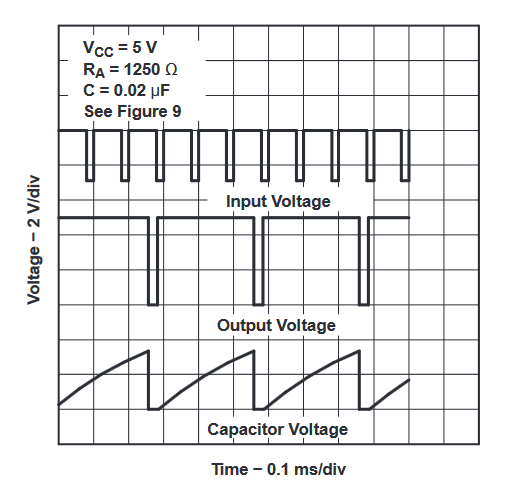 VCC = 5 V
RA = 1250 Ω
C = 0.02 μF
See Figure 9
Input Voltage
Voltage − 2 V/div
Output Voltage
Capacitor Voltage
Time − 0.1 ms/div